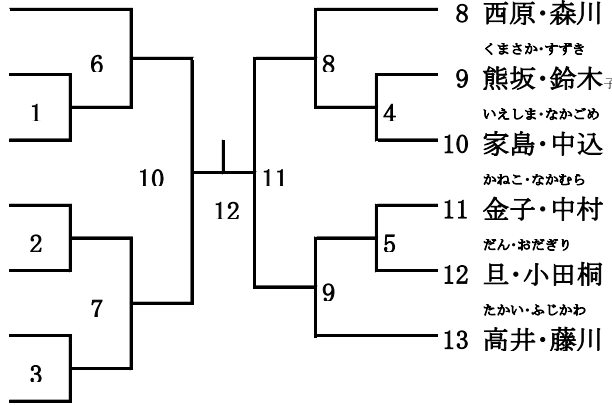 8 西原・森川
くまさか・すずき
9 熊坂・鈴木子
いえしま・なかごめ
10 家島・中込
かねこ・なかむら
11 金子・中村
だん・おだぎり
12 旦・小田桐
たかい・ふじかわ
13 高井・藤川
6
8
1
4
10
11
12
2
5
7
9
3